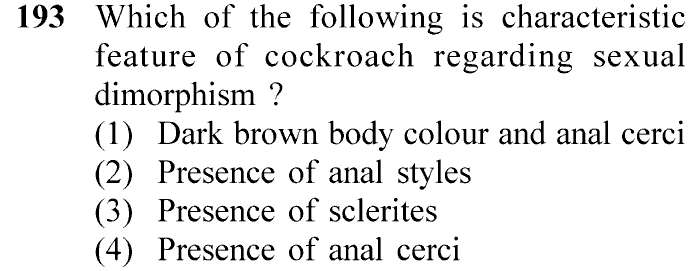 193 Which of the following is characteristic
feature of cockroach regarding sexual
dimorphism ?
(1) Dark brown body colour and anal cerci
(2) Presence of anal styles
(3) Presence of sclerites
(4) Presence of anal cerci